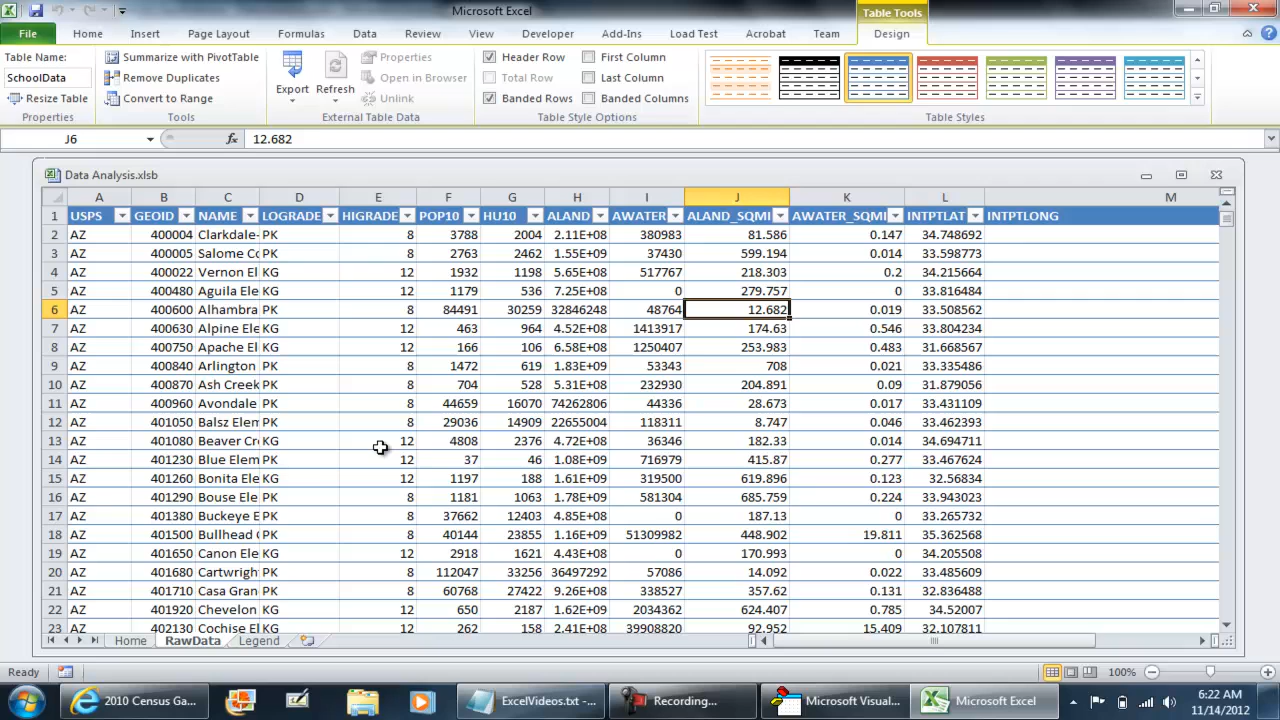 Microsoft Excel
Table Tools
File Home Insert Page Layout Formulas Data Review View Developer Add-Ins Load Test Acrobat Team Design
Table Name: Summarize with PivotTable Properties Header Row First Column
SchoolData Remove Duplicates Export Refresh Open in Browser Total Row Last Column
Resize Table Convert to Range Unlink Banded Rows Banded Columns
Properties Tools External Table Data Table Style Options Table Styles
J6 fx 12.682
Data Analysis.xlsb
A B C D E F G H I J K L M
1 USPS GEOID NAME LOGRADE HIGRADE POP10 HU10 ALAND AWATER ALAND_SQMI AWATER_SQMI INTPTLAT INTPTLONG
2 AZ 400004 Clarkdale- PK 8 3788 2004 2.11E+08 380983 81.586 0.147 34.748692
3 AZ 400005 Salome Co PK 8 2763 2462 1.55E+09 37430 599.194 0.014 33.598773
4 AZ 400022 Vernon El KG 12 1932 1198 5.65E+08 517767 218.303 0.2 34.215664
5 AZ 400480 Aguila Ele KG 12 1179 536 7.25E+08 0 279.757 0 33.816484
6 AZ 400600 Alhambra PK 8 84491 30259 32846248 48764 12.682 0.019 33.508562
7 AZ 400630 Alpine Ele KG 12 463 964 4.52E+08 1413917 174.63 0.546 33.804234
8 AZ 400750 Apache El KG 12 166 106 6.58E+08 1250407 253.983 0.483 31.668567
9 AZ 400840 Arlington PK 8 1472 619 1.83E+09 53343 708 0.021 33.335486
10 AZ 400870 Ash Creek PK 8 704 528 5.31E+08 232930 204.891 0.09 31.879056
11 AZ 400960 Avondale PK 8 44659 16070 74262806 44336 28.673 0.017 33.431109
12 AZ 401050 Balsz Elem PK 8 29036 14909 22655004 118311 8.747 0.046 33.462393
13 AZ 401080 Beaver Cr KG 12 4808 2376 4.72E+08 36346 182.33 0.014 34.694711
14 AZ 401230 Blue Elem PK 12 37 46 1.08E+09 716979 415.87 0.277 33.467624
15 AZ 401260 Bonita Ele KG 12 1197 188 1.61E+09 319500 619.896 0.123 32.56834
16 AZ 401290 Bouse Ele PK 8 1181 1063 1.78E+09 581304 685.759 0.224 33.943023
17 AZ 401380 Buckeye E PK 8 37662 12403 4.85E+08 0 187.13 0 33.265732
18 AZ 401500 Bullhead C PK 8 40144 23855 1.16E+09 51309982 448.902 19.811 35.362568
19 AZ 401650 Canon Ele KG 12 2918 1621 4.43E+08 0 170.993 0 34.205508
20 AZ 401680 Cartwright PK 8 112047 33256 36497292 57086 14.092 0.022 33.485609
21 AZ 401710 Casa Gran PK 8 60768 27422 9.26E+08 338527 357.62 0.131 32.836488
22 AZ 401920 Chevelon KG 12 650 2187 1.62E+09 2034362 624.407 0.785 34.52007
23 AZ 402130 Cochise El KG 12 262 158 2.41E+08 39908820 92.952 15.409 32.107811
Home RawData Legend
Ready 100%
2010 Census Ga... ExcelVideos.txt -... Recording... Microsoft Visual... Microsoft Excel 6:22 AM
11/14/2012